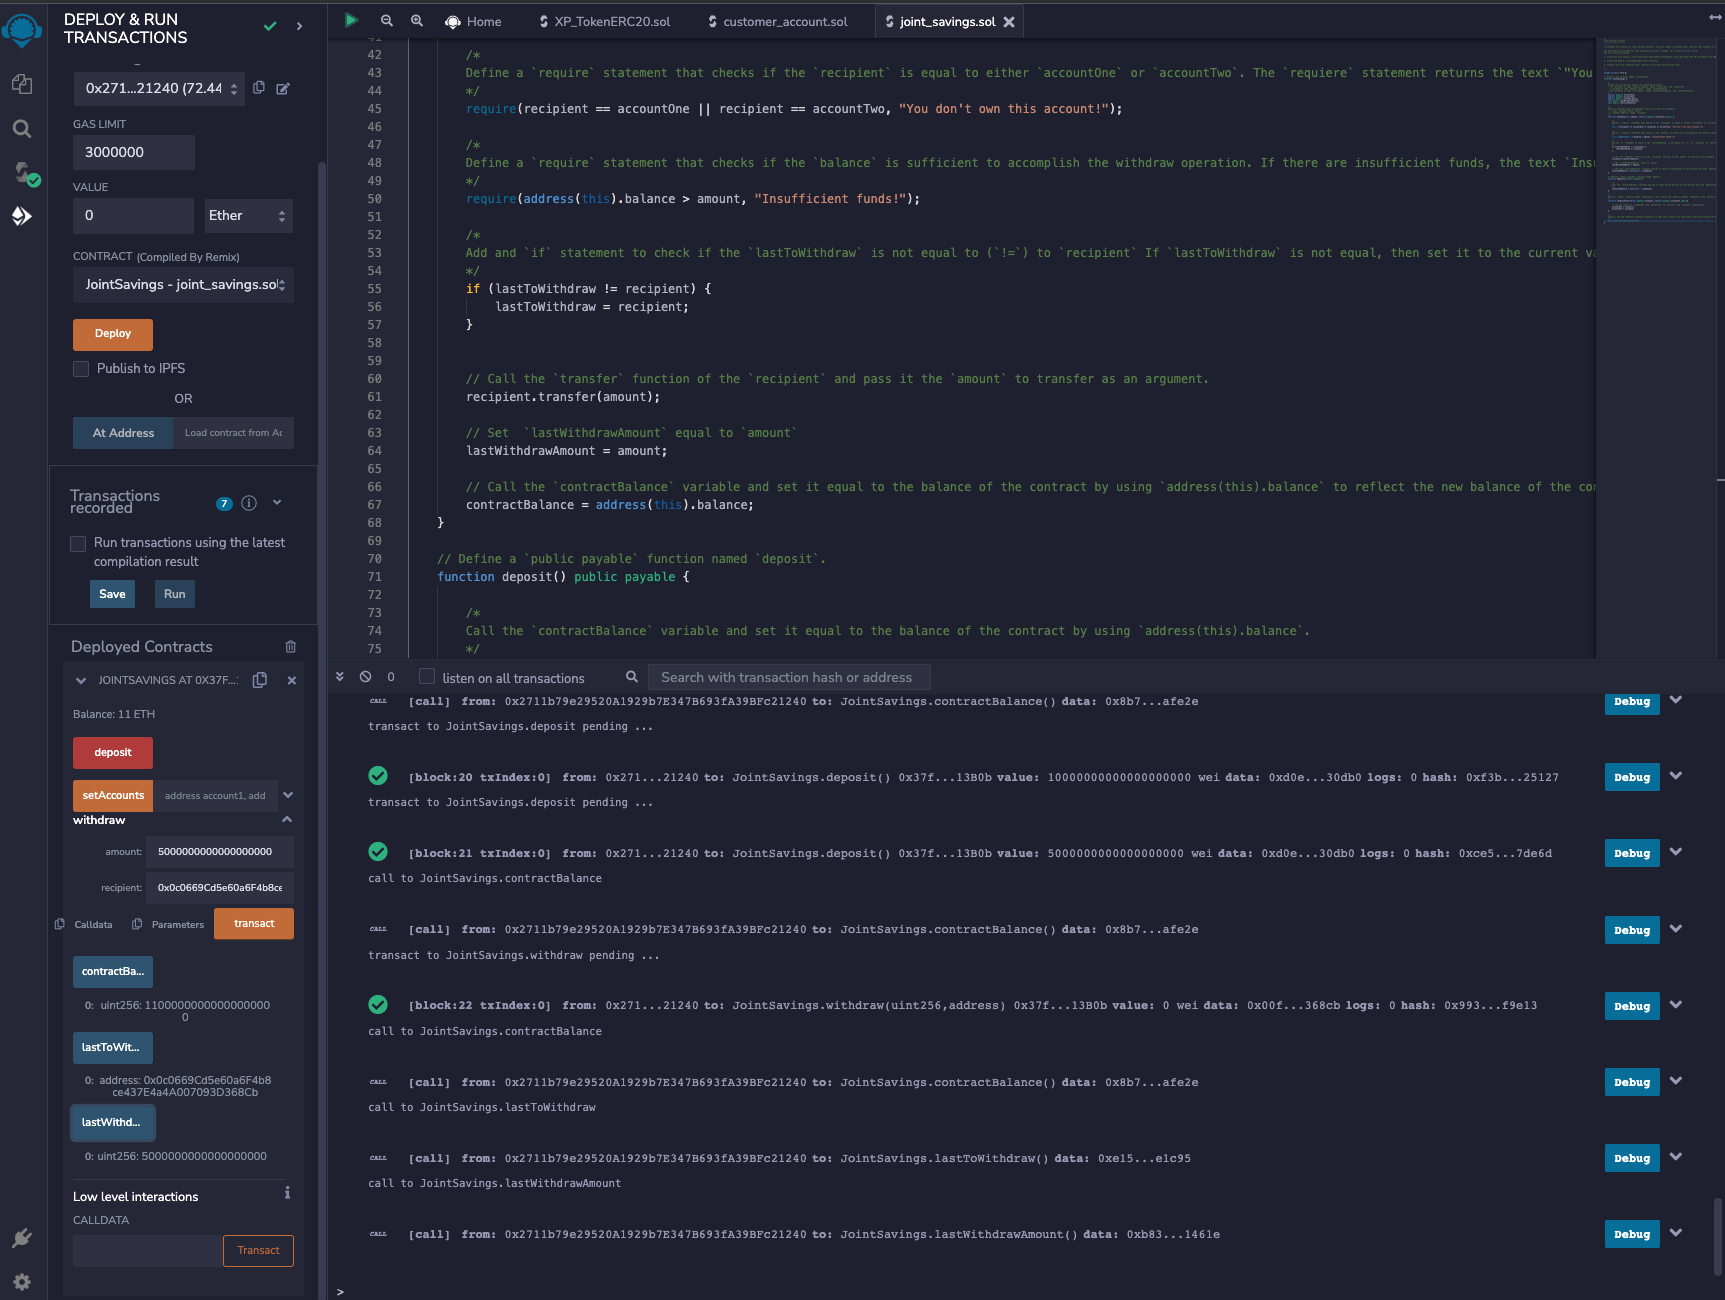 DEPLOY & RUN
TRANSACTIONS
0x271...21240 (72.44
GAS LIMIT
3000000
VALUE
0
Ether
CONTRACT (Compiled By Remix)
JointSavings - joint_savings.sol
Deploy
Publish to IPFS
OR
At Address
Load contract from Ac
Transactions
recorded
7
Run transactions using the latest
compilation result
Save
Run
Deployed Contracts
JOINTSAVINGS AT 0X37F...
Balance: 11 ETH
deposit
setAccounts
address account1, add
withdraw
amount:
5000000000000000000
recipient:
0x0c0669Cd5e60a6F4b8ce
Calldata
Parameters
transact
contractBa...
0: uint256: 1100000000000000000
0
lastToWit...
0: address: 0x0c0669Cd5e60a6F4b8
ce437E4a4A007093D368Cb
lastWithd...
0: uint256: 5000000000000000000
Low level interactions
CALLDATA
Transact
Home
XP_TokenERC20.sol
customer_account.sol
joint_savings.sol
41
42 /*
43 Define a `require` statement that checks if the `recipient` is equal to either `accountOne` or `accountTwo`. The `requiere` statement returns the text `"You
44 */
45 require(recipient == accountOne || recipient == accountTwo, "You don't own this account!");
46
47 /*
48 Define a `require` statement that checks if the `balance` is sufficient to accomplish the withdraw operation. If there are insufficient funds, the text `Ins
49 */
50 require(address(this).balance > amount, "Insufficient funds!");
51
52 /*
53 Add and `if` statement to check if the `lastToWithdraw` is not equal to (`!=`) to `recipient` If `lastToWithdraw` is not equal, then set it to the current va
54 */
55 if (lastToWithdraw != recipient) {
56 lastToWithdraw = recipient;
57 }
58
59
60 // Call the `transfer` function of the `recipient` and pass it the `amount` to transfer as an argument.
61 recipient.transfer(amount);
62
63 // Set  `lastWithdrawAmount` equal to `amount`
64 lastWithdrawAmount = amount;
65
66 // Call the `contractBalance` variable and set it equal to the balance of the contract by using `address(this).balance` to reflect the new balance of the con
67 contractBalance = address(this).balance;
68 }
69
70 // Define a `public payable` function named `deposit`.
71 function deposit() public payable {
72
73 /*
74 Call the `contractBalance` variable and set it equal to the balance of the contract by using `address(this).balance`.
75 */
0
listen on all transactions
Search with transaction hash or address
CALL [call] from: 0x2711b79e29520A1929b7E347B693fA39BFc21240 to: JointSavings.contractBalance() data: 0x8b7...afe2e
Debug
transact to JointSavings.deposit pending ...
[block:20 txIndex:0] from: 0x271...21240 to: JointSavings.deposit() 0x37f...13B0b value: 10000000000000000000 wei data: 0xd0e...30db0 logs: 0 hash: 0xf3b...25127
Debug
transact to JointSavings.deposit pending ...
[block:21 txIndex:0] from: 0x271...21240 to: JointSavings.deposit() 0x37f...13B0b value: 5000000000000000000 wei data: 0xd0e...30db0 logs: 0 hash: 0xce5...7de6d
Debug
call to JointSavings.contractBalance
CALL [call] from: 0x2711b79e29520A1929b7E347B693fA39BFc21240 to: JointSavings.contractBalance() data: 0x8b7...afe2e
Debug
transact to JointSavings.withdraw pending ...
[block:22 txIndex:0] from: 0x271...21240 to: JointSavings.withdraw(uint256,address) 0x37f...13B0b value: 0 wei data: 0x00f...368cb logs: 0 hash: 0x993...f9e13
Debug
call to JointSavings.contractBalance
CALL [call] from: 0x2711b79e29520A1929b7E347B693fA39BFc21240 to: JointSavings.contractBalance() data: 0x8b7...afe2e
Debug
call to JointSavings.lastToWithdraw
CALL [call] from: 0x2711b79e29520A1929b7E347B693fA39BFc21240 to: JointSavings.lastToWithdraw() data: 0xe15...e1c95
Debug
call to JointSavings.lastWithdrawAmount
CALL [call] from: 0x2711b79e29520A1929b7E347B693fA39BFc21240 to: JointSavings.lastWithdrawAmount() data: 0xb83...1461e
Debug
>